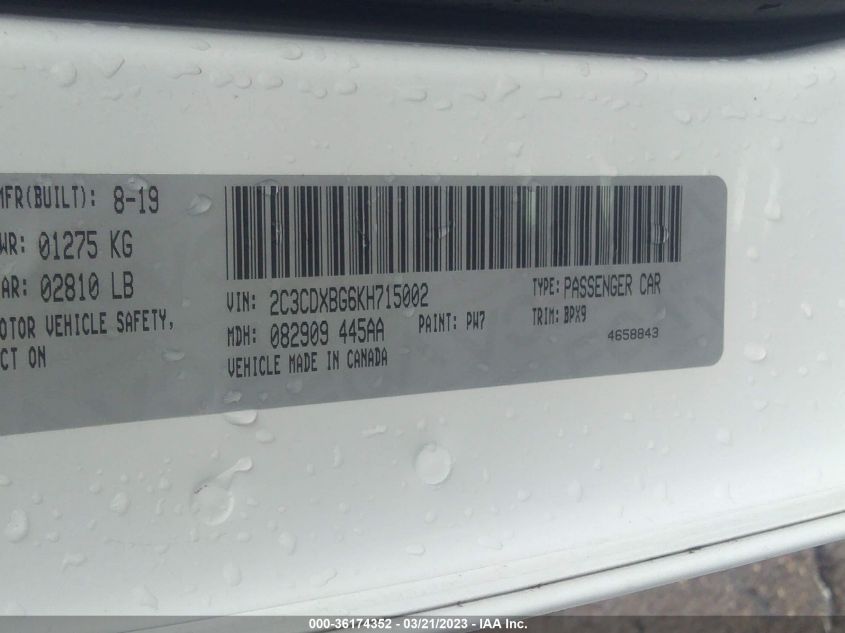 MFR(BUILT): 8-19
WR: 01275 KG
AR: 02810 LB
OTOR VEHICLE SAFETY,
CT ON
VIN: 2C3CDXBG6KH715002
TYPE: PASSENGER CAR
MDH: 082909 445AA
PAINT: PW7
TRIM: BPX9
VEHICLE MADE IN CANADA
4658843
000-36174352 - 03/21/2023 - IAA Inc.